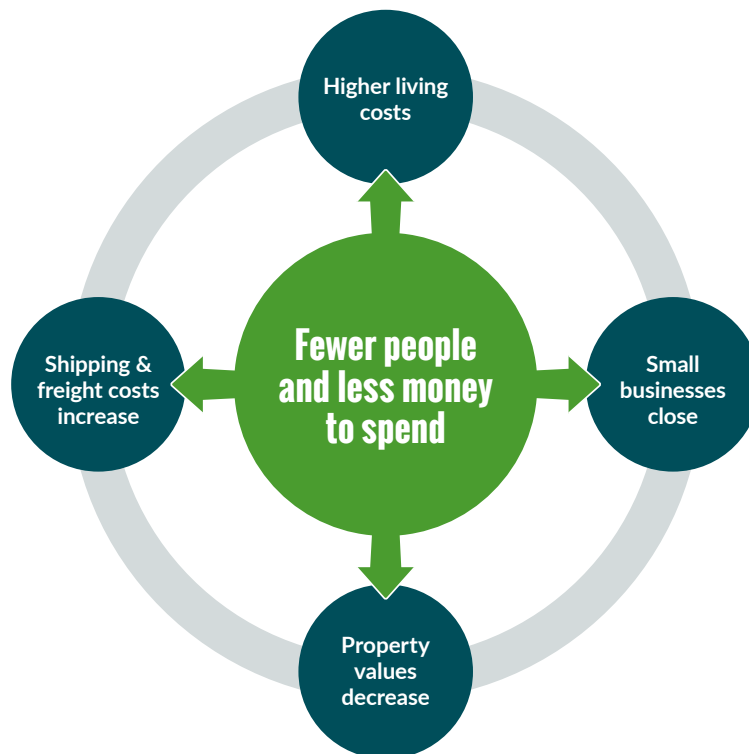 Higher living
costs
Shipping &
freight costs
increase
Fewer people
and less money
to spend
Small
businesses
close
Property
values
decrease